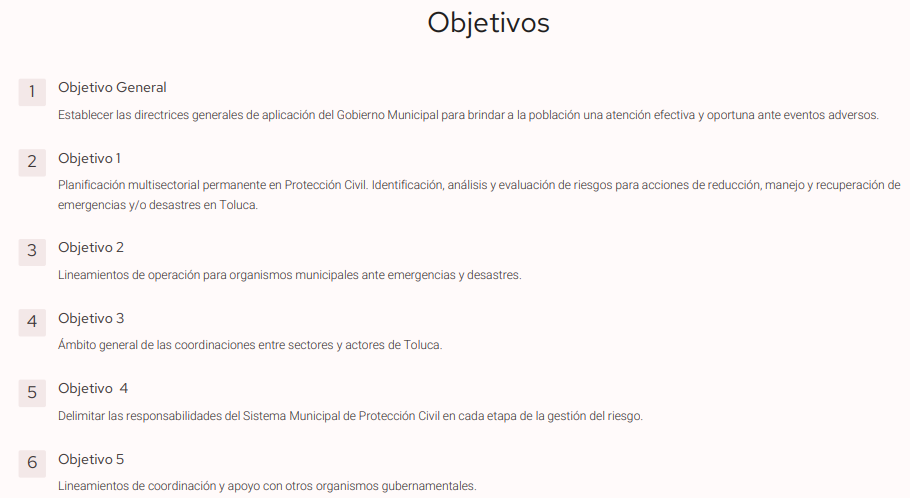 Objetivos
1
Objetivo General
Establecer las directrices generales de aplicación del Gobierno Municipal para brindar a la población una atención efectiva y oportuna ante eventos adversos.
2
Objetivo 1
Planificación multisectorial permanente en Protección Civil. Identificación, análisis y evaluación de riesgos para acciones de reducción, manejo y recuperación de
emergencias y/o desastres en Toluca.
3
Objetivo 2
Lineamientos de operación para organismos municipales ante emergencias y desastres.
4
Objetivo 3
Ámbito general de las coordinaciones entre sectores y actores de Toluca.
5
Objetivo 4
Delimitar las responsabilidades del Sistema Municipal de Protección Civil en cada etapa de la gestión del riesgo.
6
Objetivo 5
Lineamientos de coordinación y apoyo con otros organismos gubernamentales.